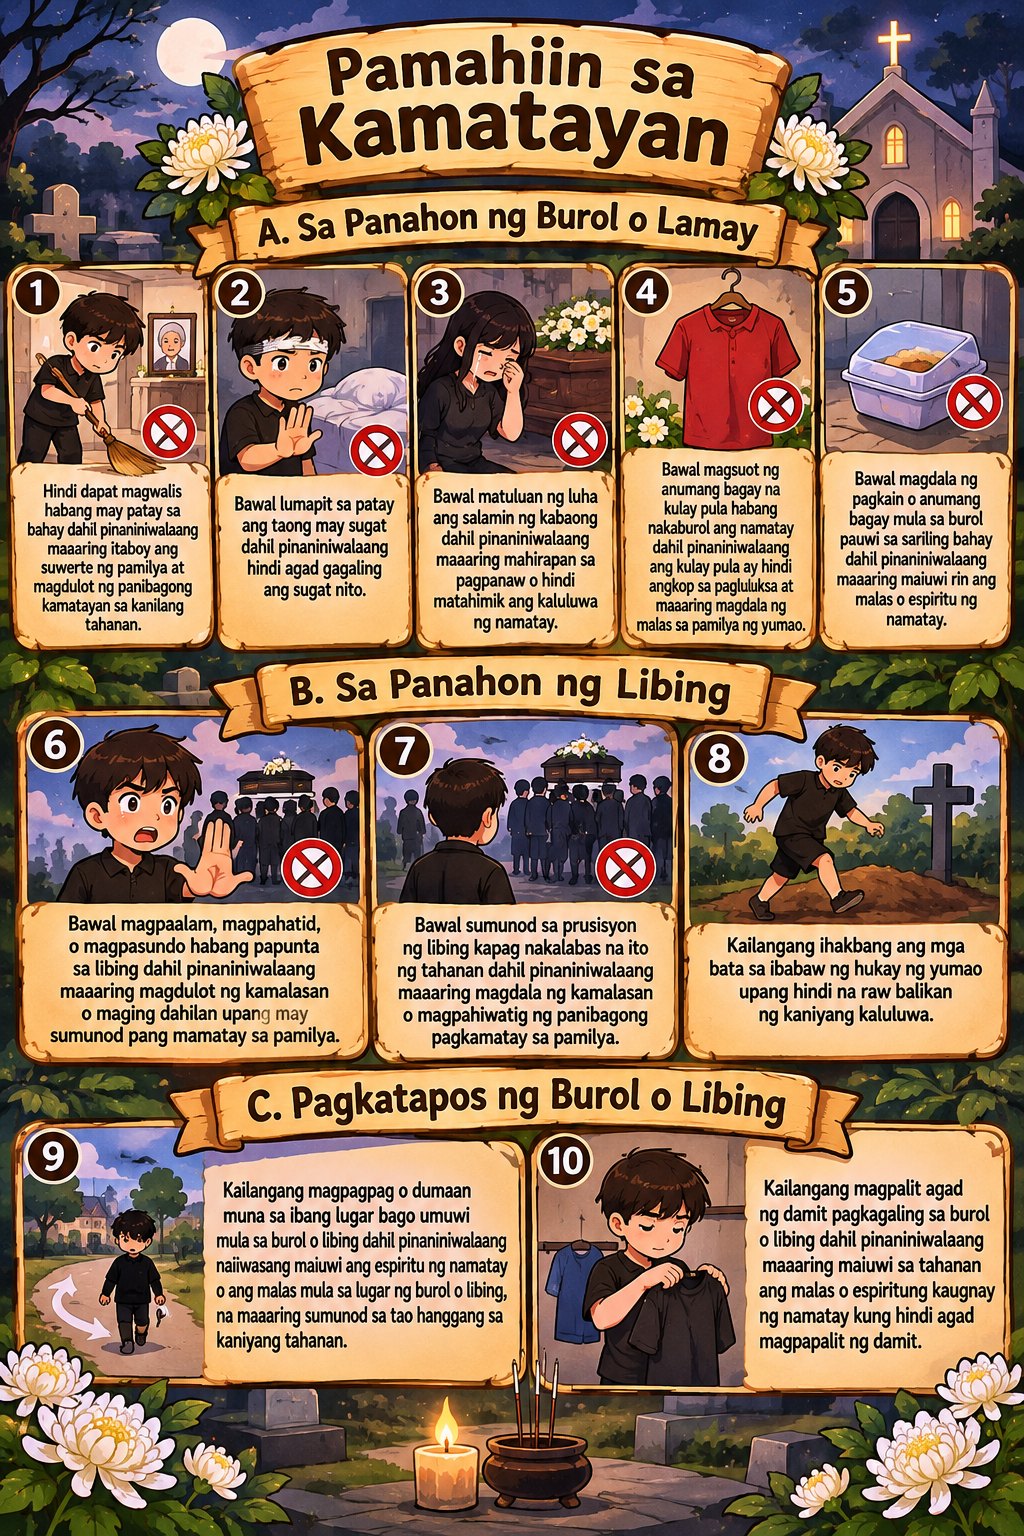 Pamahiin sa
Kamatayan
A. Sa Panahon ng Burol o Lamay
1
Hindi dapat magwalis
habang may patay sa
bahay dahil pinaniniwalaang
maaaring itaboy ang
suwerte ng pamilya at
magdulot ng panibagong
kamatayan sa kanilang
tahanan.
2
Bawal lumapit sa patay
ang taong may sugat
dahil pinaniniwalaang
hindi agad gagaling
ang sugat nito.
3
Bawal matuluan ng luha
ang salamin ng kabaong
dahil pinaniniwalaang
maaaring mahirapan sa
pagpanaw o hindi
matahimik ang kaluluwa
ng namatay.
4
Bawal magsuot ng
anumang bagay na
kulay pula habang
nakaburol ang namatay
dahil pinaniniwalaang
ang kulay pula ay hindi
angkop sa pagluluksa at
maaaring magdala ng
malas sa pamilya ng yumao.
5
Bawal magdala ng
pagkain o anumang
bagay mula sa burol
pauwi sa sariling bahay
dahil pinaniniwalaang
maaaring maiuwi rin ang
malas o espiritu ng
namatay.
B. Sa Panahon ng Libing
6
Bawal magpaalam, magpahatid,
o magpasundo habang papunta
sa libing dahil pinaniniwalaang
maaaring magdulot ng kamalasan
o maging dahilan upang may
sumunod pang mamatay sa pamilya.
7
Bawal sumunod sa prusisyon
ng libing kapag nakalabas na ito
ng tahanan dahil pinaniniwalaang
maaaring magdala ng kamalasan
o magpahiwatig ng panibagong
pagkamatay sa pamilya.
8
Kailangang ihakbang ang mga
bata sa ibabaw ng hukay ng yumao
upang hindi na raw balikan
ng kaniyang kaluluwa.
C. Pagkatapos ng Burol o Libing
9
Kailangang magpagpag o dumaan
muna sa ibang lugar bago umuwi
mula sa burol o libing dahil pinaniniwalaang
naiiwasang maiuwi ang espiritu ng namatay
o ang malas mula sa lugar ng burol o libing,
na maaaring sumunod sa tao hanggang sa
kaniyang tahanan.
10
Kailangang magpalit agad
ng damit pagkagaling sa burol
o libing dahil pinaniniwalaang
maaaring maiuwi sa tahanan
ang malas o espiritung kaugnay
ng namatay kung hindi agad
magpapalit ng damit.